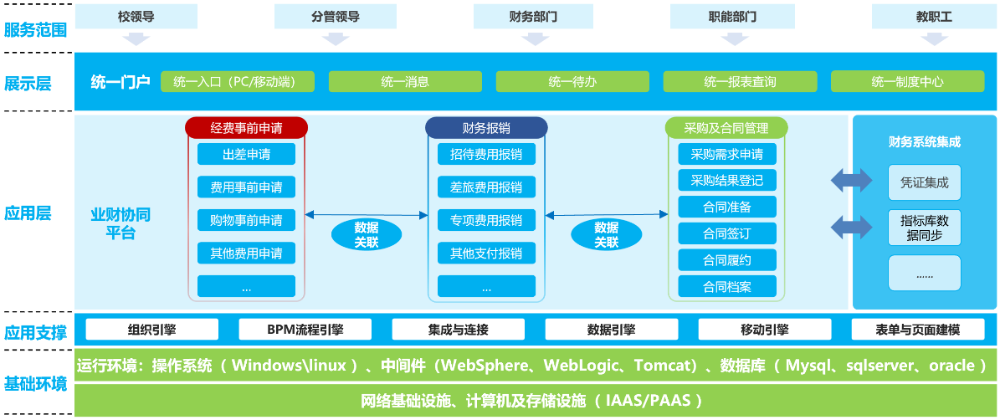 服务范围
校领导
分管领导
财务部门
职能部门
教职工
展示层
统一门户
统一入口（PC/移动端）
统一消息
统一待办
统一报表查询
统一制度中心
应用层
业财协同
平台
经费事前申请
出差申请
费用事前申请
购物事前申请
其他费用申请
...
数据
关联
财务报销
招待费用报销
差旅费用报销
专项费用报销
其他支付报销
...
数据
关联
采购及合同管理
采购需求申请
采购结果登记
合同准备
合同签订
合同履约
合同档案
财务系统集成
凭证集成
指标库数
据同步
......
应用支撑
组织引擎
BPM流程引擎
集成与连接
数据引擎
移动引擎
表单与页面建模
基础环境
运行环境：操作系统（ Windows\linux ）、中间件（WebSphere、WebLogic、Tomcat）、数据库（ Mysql、sqlserver、oracle ）
网络基础设施、计算机及存储设施（ IAAS/PAAS ）